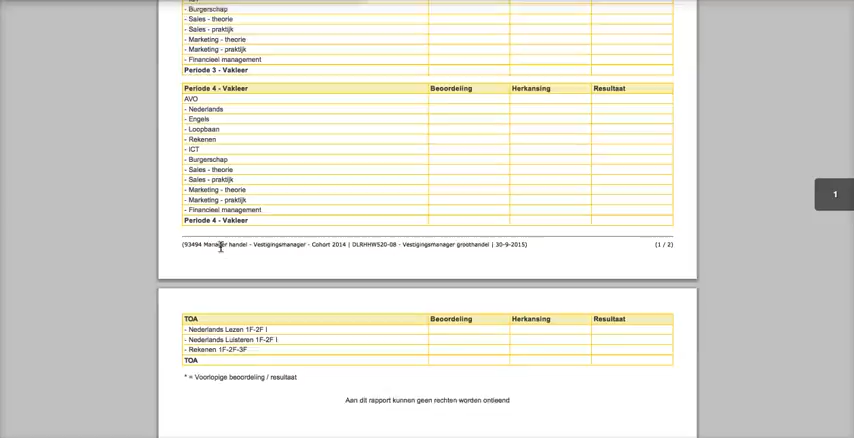 - Burgerschap
- Sales - theorie
- Sales - praktijk
- Marketing - theorie
- Marketing - praktijk
- Financieel management
Periode 3 - Vakleer
Periode 4 - Vakleer Beoordeling Herkansing Resultaat
AVO
- Nederlands
- Engels
- Loopbaan
- Rekenen
- ICT
- Burgerschap
- Sales - theorie
- Sales - praktijk
- Marketing - theorie
- Marketing - praktijk
- Financieel management
Periode 4 - Vakleer
(93494 Manager handel - Vestigingsmanager - Cohort 2014 | DLRHHWS20-08 - Vestigingsmanager groothandel | 30-9-2015) (1 / 2)
1
TOA Beoordeling Herkansing Resultaat
- Nederlands Lezen 1F-2F I
- Nederlands Luisteren 1F-2F I
- Rekenen 1F-2F-3F
TOA
* = Voorlopige beoordeling / resultaat
Aan dit rapport kunnen geen rechten worden ontleend